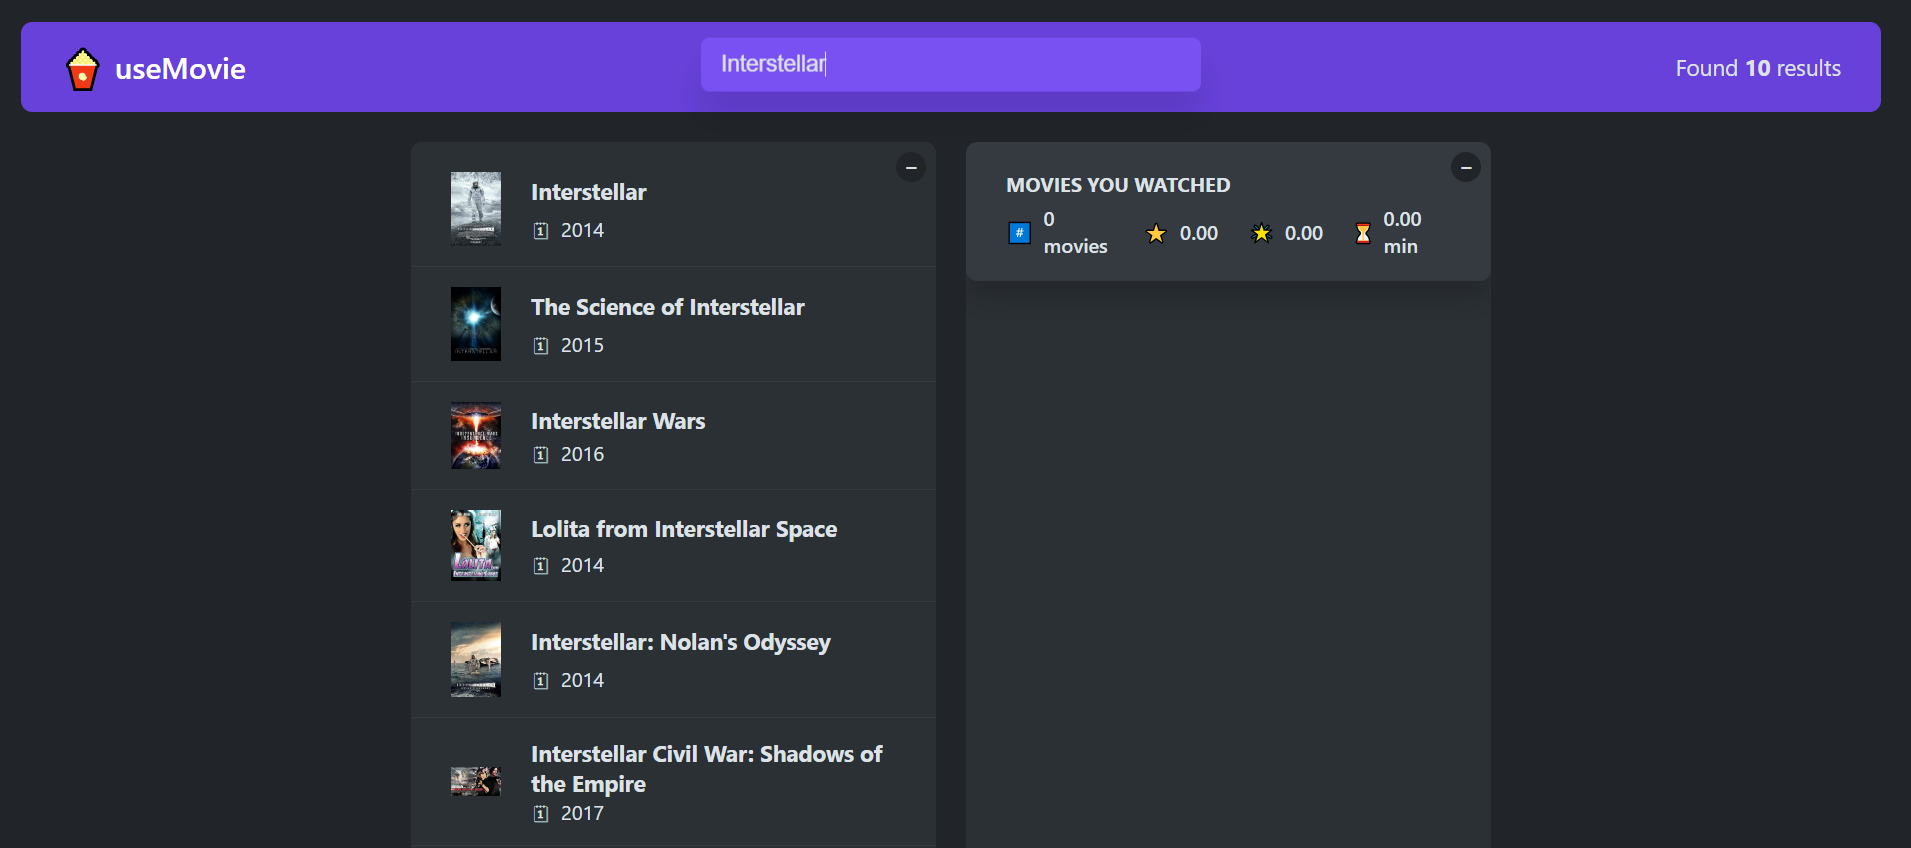 useMovie
Interstellar
Found 10 results
Interstellar
2014
The Science of Interstellar
2015
Interstellar Wars
2016
Lolita from Interstellar Space
2014
Interstellar: Nolan's Odyssey
2014
Interstellar Civil War: Shadows of
the Empire
2017
MOVIES YOU WATCHED
# 0
movies
0.00
0.00
0.00
min